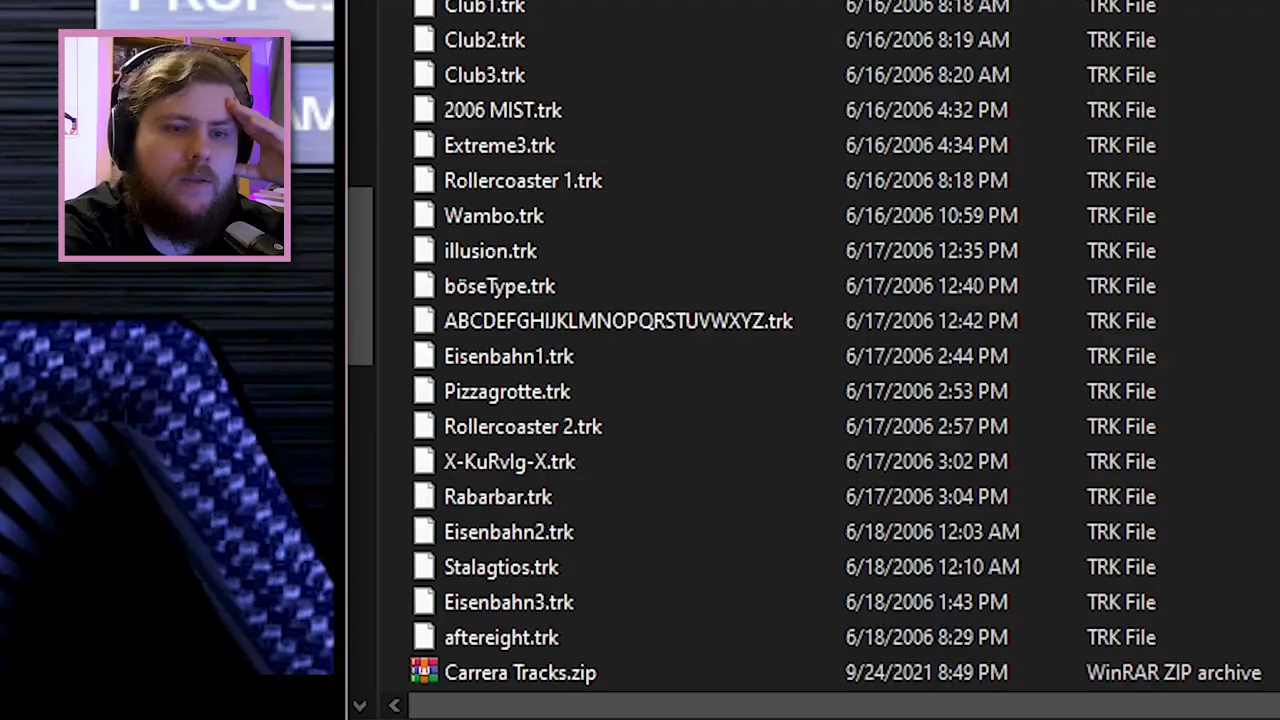 Club1.trk 6/16/2006 8:18 AM TRK File
Club2.trk 6/16/2006 8:19 AM TRK File
Club3.trk 6/16/2006 8:20 AM TRK File
2006 MIST.trk 6/16/2006 4:32 PM TRK File
Extreme3.trk 6/16/2006 4:34 PM TRK File
Rollercoaster 1.trk 6/16/2006 8:18 PM TRK File
Wambo.trk 6/16/2006 10:59 PM TRK File
illusion.trk 6/17/2006 12:35 PM TRK File
böseType.trk 6/17/2006 12:40 PM TRK File
ABCDEFGHIJKLMNOPQRSTUVWXYZ.trk 6/17/2006 12:42 PM TRK File
Eisenbahn1.trk 6/17/2006 2:44 PM TRK File
Pizzagrotte.trk 6/17/2006 2:53 PM TRK File
Rollercoaster 2.trk 6/17/2006 2:57 PM TRK File
X-KuRvIg-X.trk 6/17/2006 3:02 PM TRK File
Rabarbar.trk 6/17/2006 3:04 PM TRK File
Eisenbahn2.trk 6/18/2006 12:03 AM TRK File
Stalagtios.trk 6/18/2006 12:10 AM TRK File
Eisenbahn3.trk 6/18/2006 1:43 PM TRK File
aftereight.trk 6/18/2006 8:29 PM TRK File
Carrera Tracks.zip 9/24/2021 8:49 PM WinRAR ZIP archive